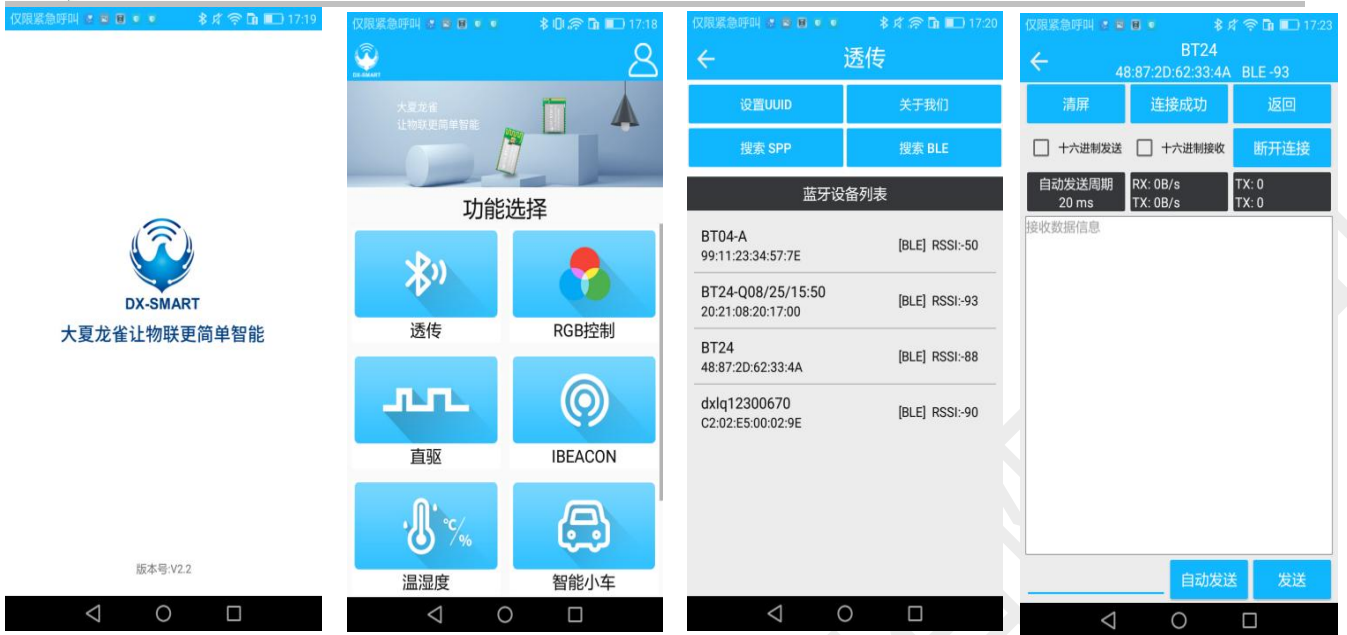 仅限紧急呼叫
17:19
DX-SMART
大夏龙雀让物联更简单智能
版本号:V2.2
仅限紧急呼叫
17:18
DX-SMART
大夏龙雀
让物联更简单智能
功能选择
透传
RGB控制
直驱
IBEACON
℃/%
温湿度
智能小车
仅限紧急呼叫
17:20
透传
设置UUID
关于我们
搜索 SPP
搜索 BLE
蓝牙设备列表
BT04-A
[BLE] RSSI:-50
99:11:23:34:57:7E
BT24-Q08/25/15:50
[BLE] RSSI:-93
20:21:08:20:17:00
BT24
[BLE] RSSI:-88
48:87:2D:62:33:4A
dxlq12300670
[BLE] RSSI:-90
C2:02:E5:00:02:9E
仅限紧急呼叫
17:23
BT24
48:87:2D:62:33:4A BLE -93
清屏
连接成功
返回
十六进制发送
十六进制接收
断开连接
自动发送周期
20 ms
RX: 0B/s
TX: 0B/s
TX: 0
TX: 0
接收数据信息
自动发送
发送